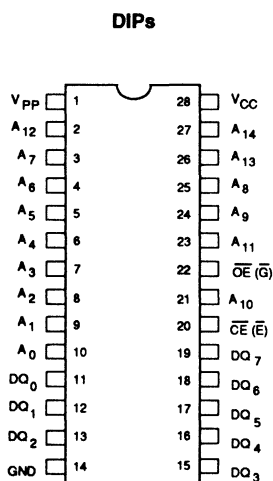 DIPs
VPP 1 28 VCC
A12 2 27 A14
A7 3 26 A13
A6 4 25 A8
A5 5 24 A9
A4 6 23 A11
A3 7 22 O̅E̅ (G̅)
A2 8 21 A10
A1 9 20 C̅E̅ (E̅)
A0 10 19 DQ7
DQ0 11 18 DQ6
DQ1 12 17 DQ5
DQ2 13 16 DQ4
GND 14 15 DQ3